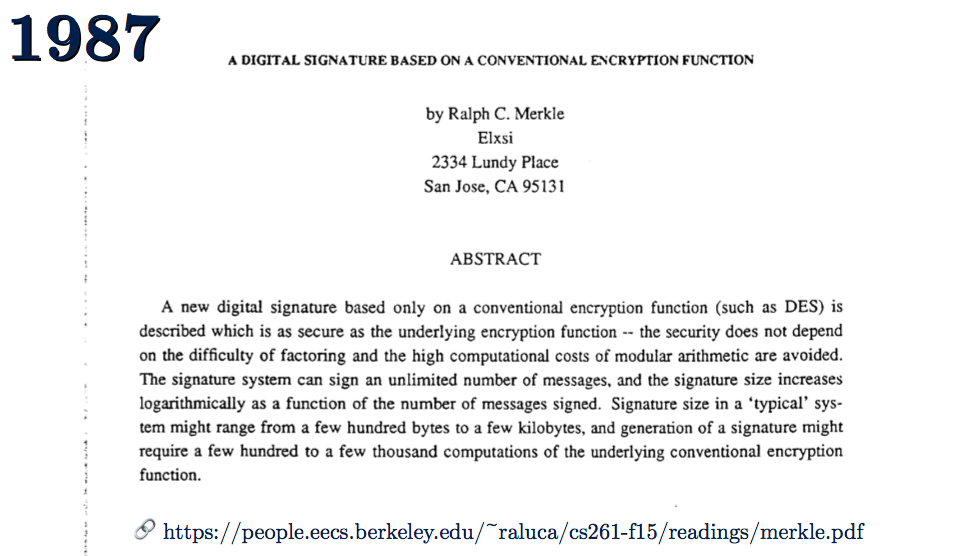 1987
A DIGITAL SIGNATURE BASED ON A CONVENTIONAL ENCRYPTION FUNCTION
by Ralph C. Merkle
Elxsi
2334 Lundy Place
San Jose, CA 95131
ABSTRACT
A new digital signature based only on a conventional encryption function (such as DES) is
described which is as secure as the underlying encryption function -- the security does not depend
on the difficulty of factoring and the high computational costs of modular arithmetic are avoided.
The signature system can sign an unlimited number of messages, and the signature size increases
logarithmically as a function of the number of messages signed. Signature size in a ‘typical’ sys-
tem might range from a few hundred bytes to a few kilobytes, and generation of a signature might
require a few hundred to a few thousand computations of the underlying conventional encryption
function.
https://people.eecs.berkeley.edu/~raluca/cs261-f15/readings/merkle.pdf